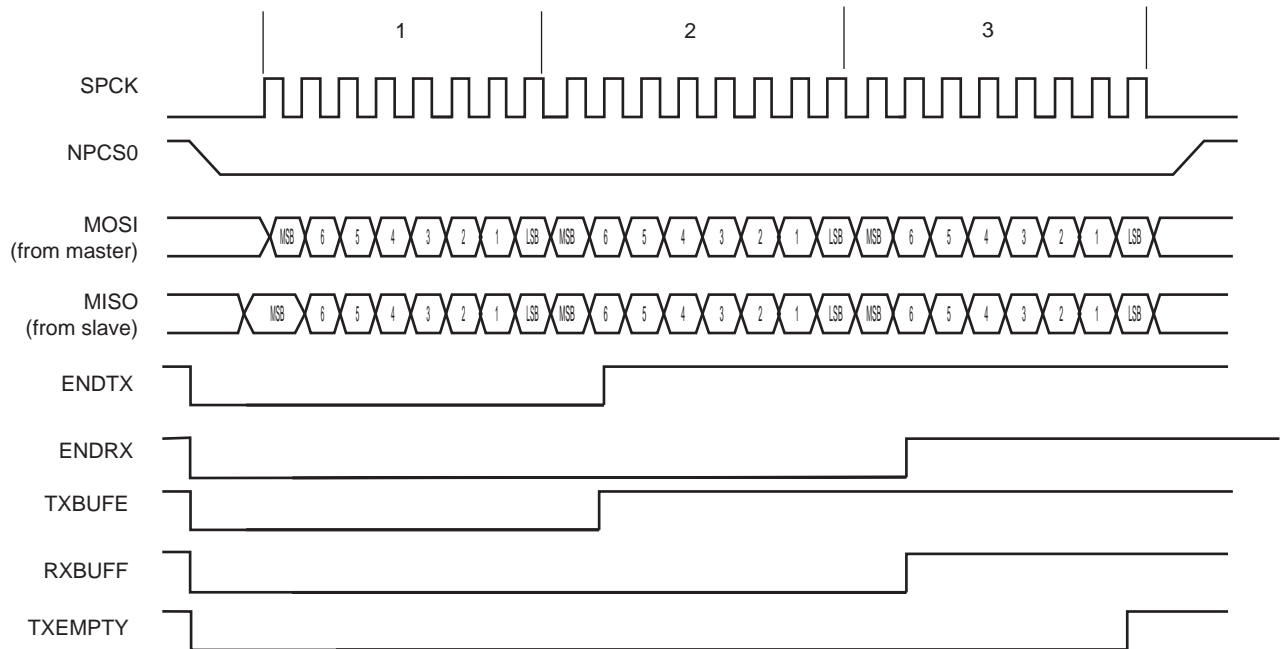 1 2 3
SPCK
NPCS0
MOSI
(from master)
MSB 6 5 4 3 2 1 LSB MSB 6 5 4 3 2 1 LSB MSB 6 5 4 3 2 1 LSB
MISO
(from slave)
MSB 6 5 4 3 2 1 LSB MSB 6 5 4 3 2 1 LSB MSB 6 5 4 3 2 1 LSB
ENDTX
ENDRX
TXBUFE
RXBUFF
TXEMPTY